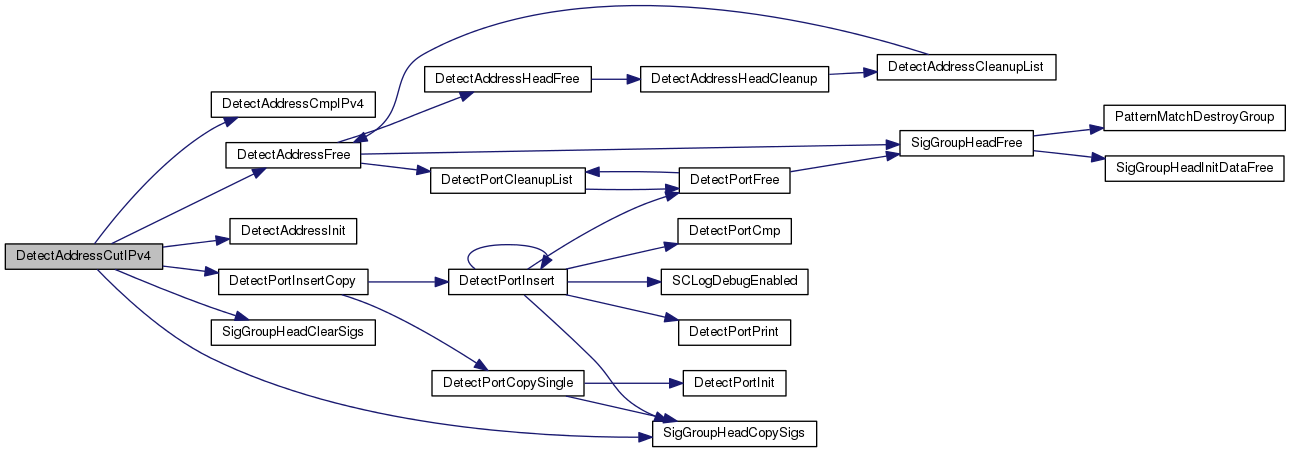 DetectAddressCleanupList
DetectAddressHeadFree
DetectAddressHeadCleanup
DetectAddressCmpIPv4
PatternMatchDestroyGroup
SigGroupHeadFree
DetectAddressFree
SigGroupHeadInitDataFree
DetectPortCleanupList
DetectPortFree
DetectAddressInit
DetectPortCmp
DetectAddressCutIPv4
DetectPortInsertCopy
DetectPortInsert
SCLogDebugEnabled
SigGroupHeadClearSigs
DetectPortPrint
DetectPortCopySingle
DetectPortInit
SigGroupHeadCopySigs